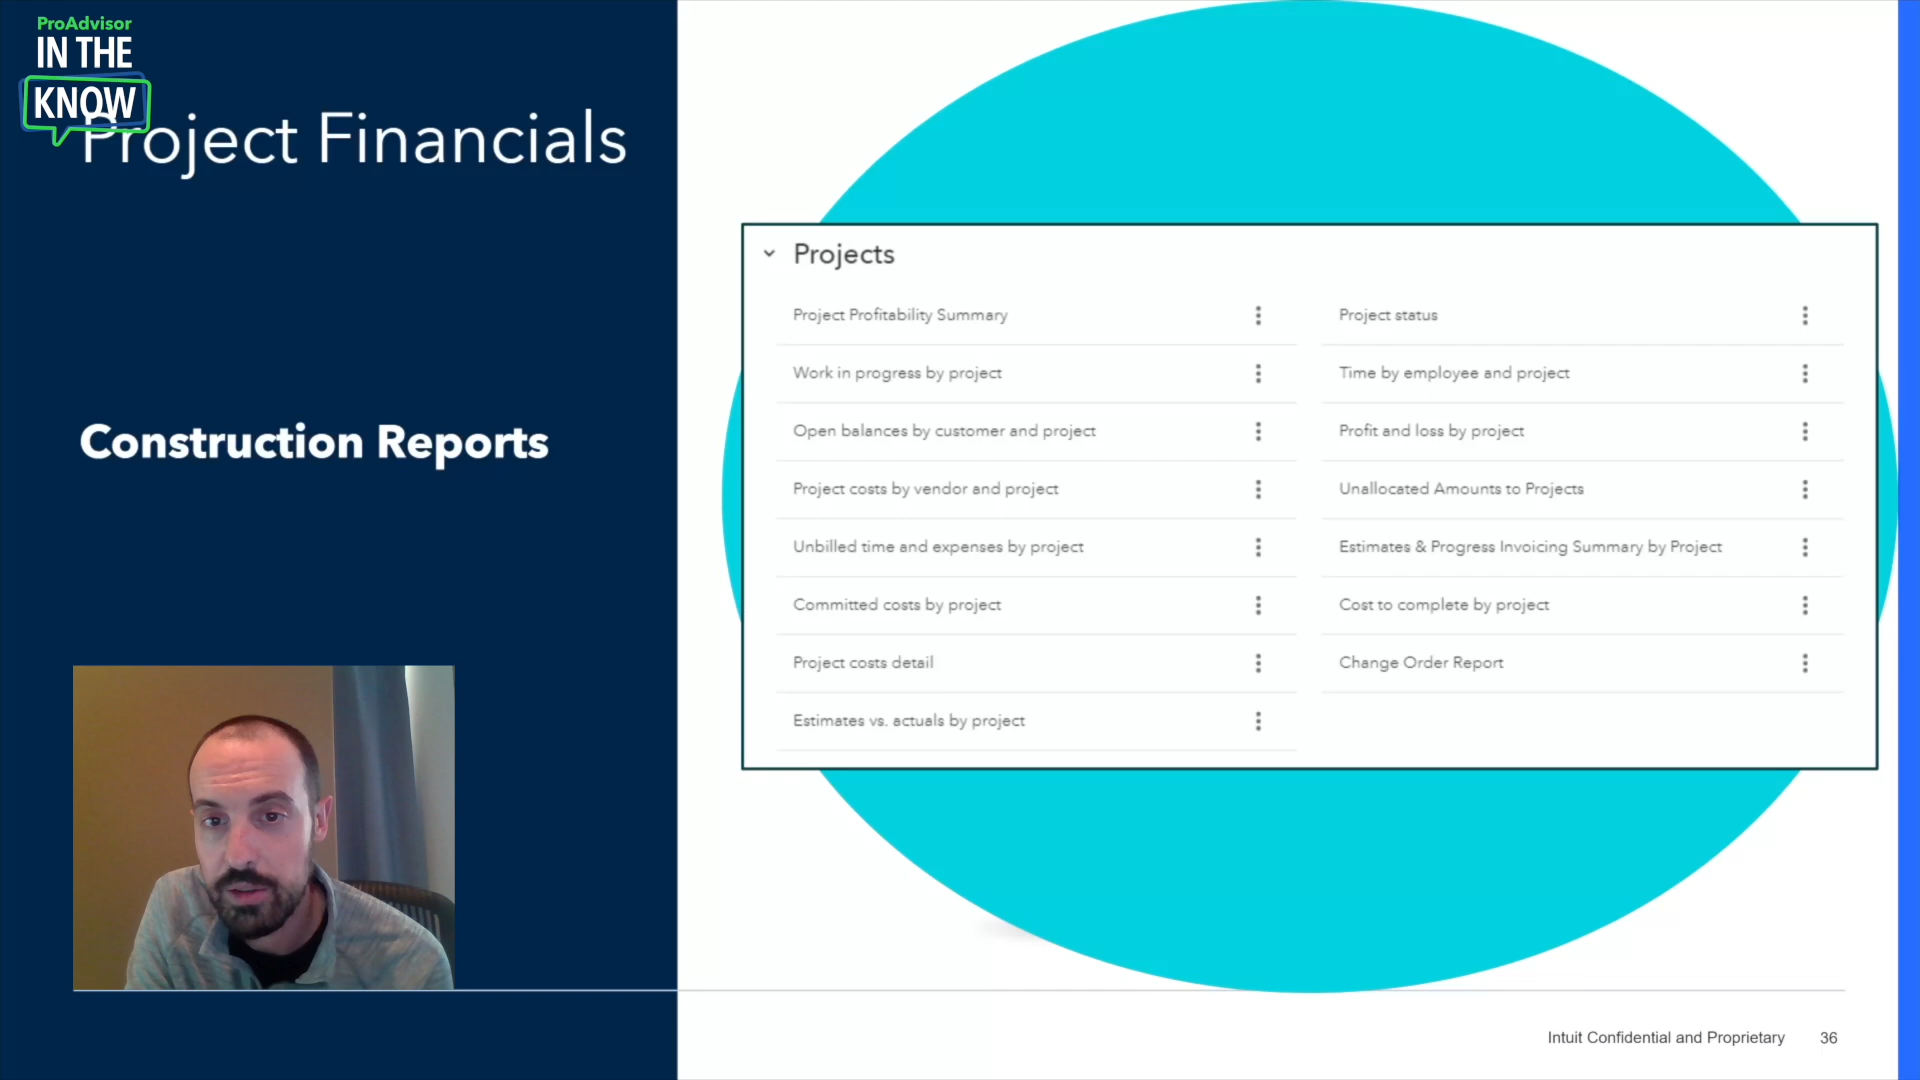 ProAdvisor
IN THE
KNOW
Project Financials
Construction Reports
Projects
Project Profitability Summary
Project status
Work in progress by project
Time by employee and project
Open balances by customer and project
Profit and loss by project
Project costs by vendor and project
Unallocated Amounts to Projects
Unbilled time and expenses by project
Estimates & Progress Invoicing Summary by Project
Committed costs by project
Cost to complete by project
Project costs detail
Change Order Report
Estimates vs. actuals by project
Intuit Confidential and Proprietary 36